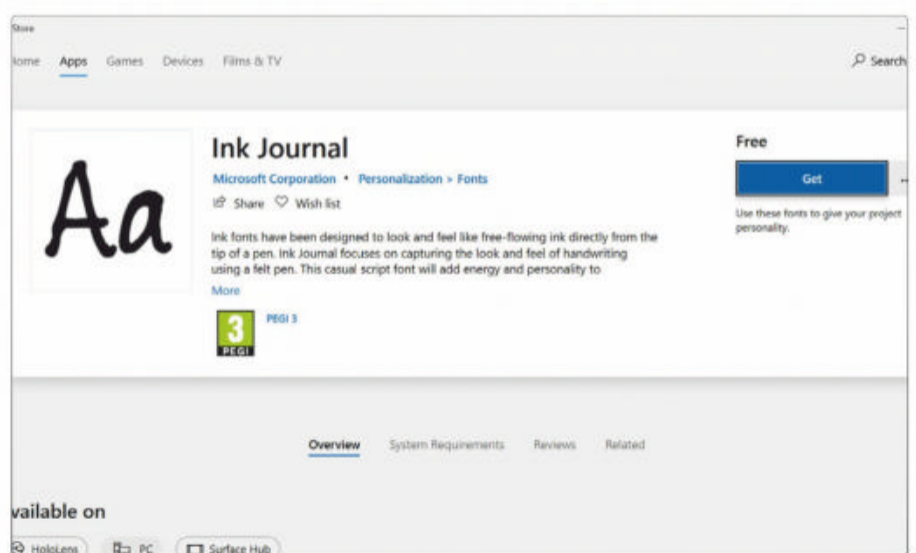 Store
ome Apps Games Devices Films & TV Search
Aa
Ink Journal
Microsoft Corporation • Personalization > Fonts
Share Wish list
Ink fonts have been designed to look and feel like free-flowing ink directly from the
tip of a pen. Ink Journal focuses on capturing the look and feel of handwriting
using a felt pen. This casual script font will add energy and personality to
More
3
PEGI
PEGI 3
Free
Get
Use these fonts to give your project
personality.
Overview System Requirements Reviews Related
vailable on
HoloLens PC Surface Hub